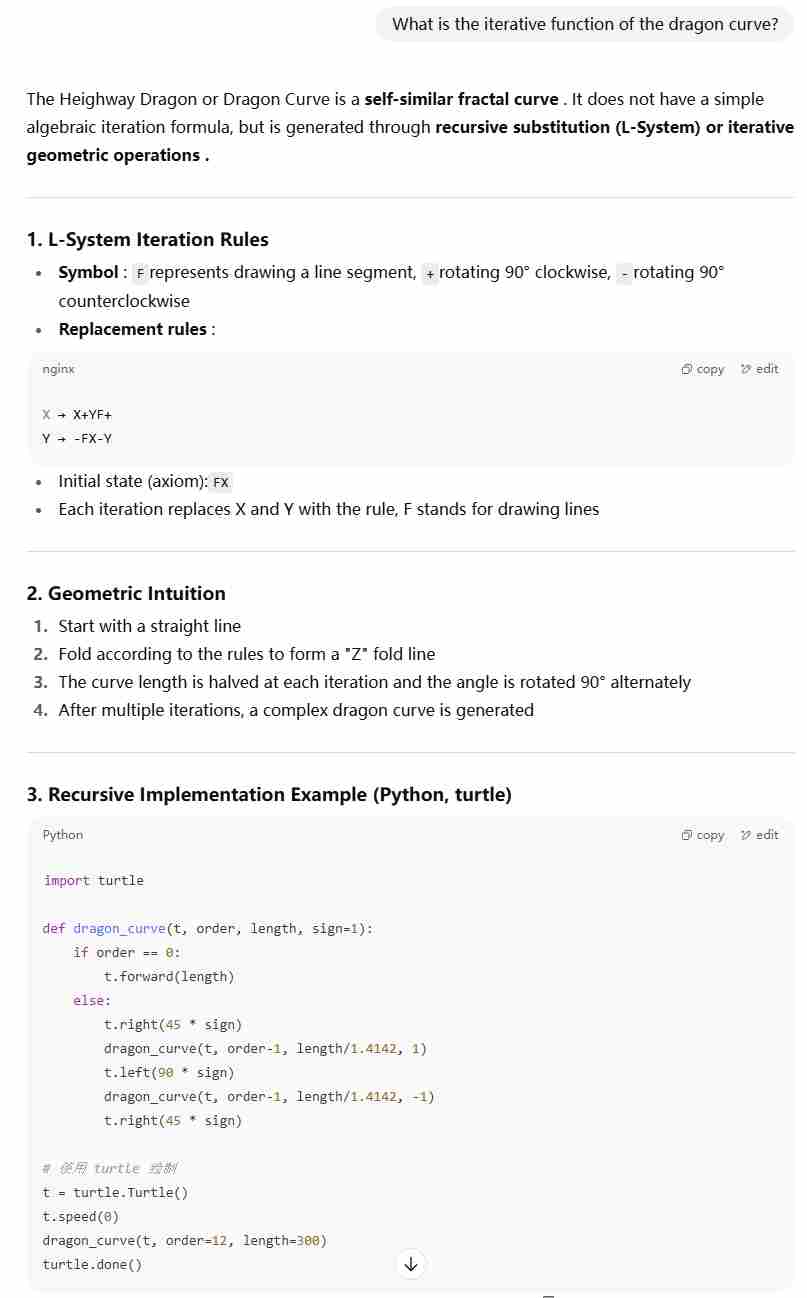 What is the iterative function of the dragon curve?
The Heighway Dragon or Dragon Curve is a self-similar fractal curve . It does not have a simple
algebraic iteration formula, but is generated through recursive substitution (L-System) or iterative
geometric operations .
1. L-System Iteration Rules
• Symbol : F represents drawing a line segment, + rotating 90° clockwise, - rotating 90°
counterclockwise
• Replacement rules :
nginx copy edit
X → X+YF+
Y → -FX-Y
• Initial state (axiom): FX
• Each iteration replaces X and Y with the rule, F stands for drawing lines
2. Geometric Intuition
1. Start with a straight line
2. Fold according to the rules to form a "Z" fold line
3. The curve length is halved at each iteration and the angle is rotated 90° alternately
4. After multiple iterations, a complex dragon curve is generated
3. Recursive Implementation Example (Python, turtle)
Python copy edit
import turtle
def dragon_curve(t, order, length, sign=1):
    if order == 0:
        t.forward(length)
    else:
        t.right(45 * sign)
        dragon_curve(t, order-1, length/1.4142, 1)
        t.left(90 * sign)
        dragon_curve(t, order-1, length/1.4142, -1)
        t.right(45 * sign)
# 使用 turtle 绘制
t = turtle.Turtle()
t.speed(0)
dragon_curve(t, order=12, length=300)
turtle.done()